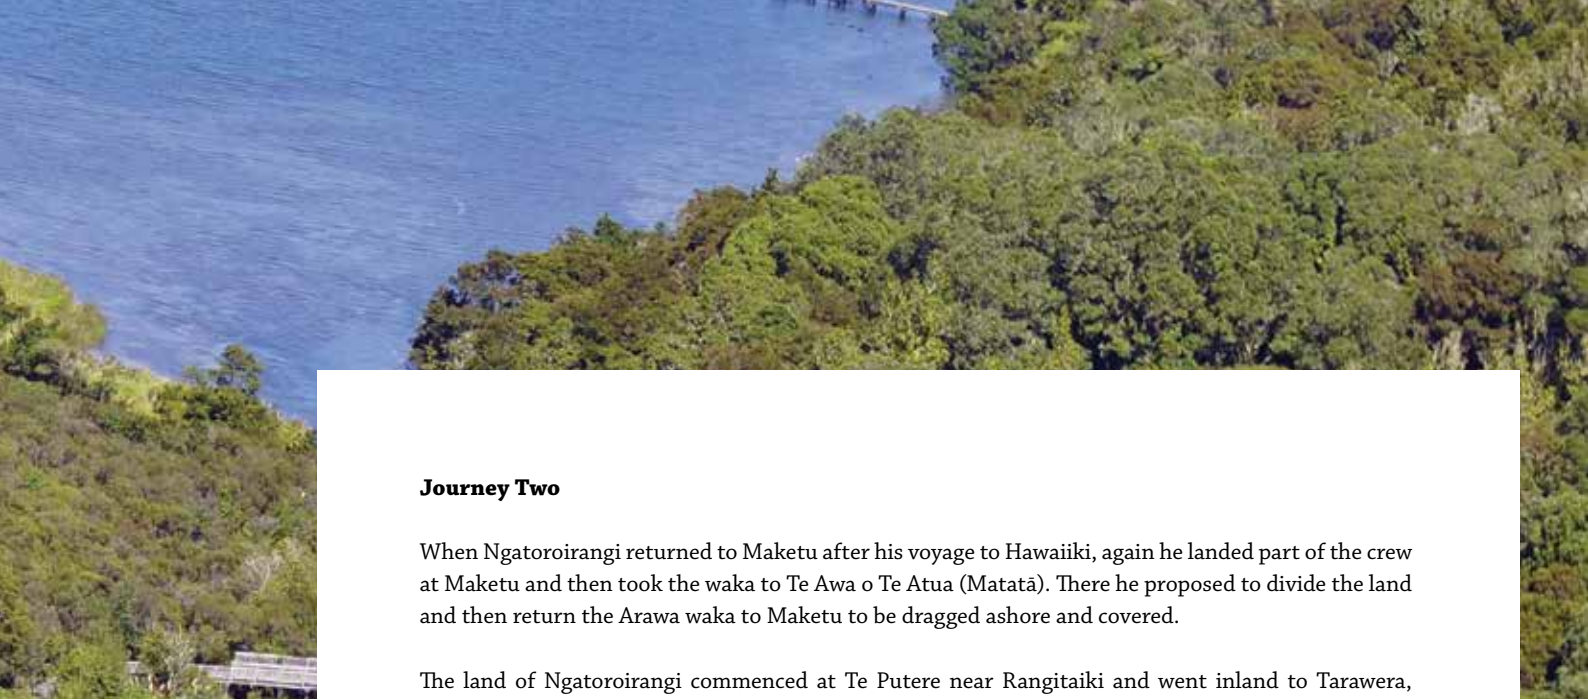 Journey Two
When Ngatoroirangi returned to Maketu after his voyage to Hawaiiki, again he landed part of the crew
at Maketu and then took the waka to Te Awa o Te Atua (Matatā). There he proposed to divide the land
and then return the Arawa waka to Maketu to be dragged ashore and covered.
The land of Ngatoroirangi commenced at Te Putere near Rangitaiki and went inland to Tarawera,